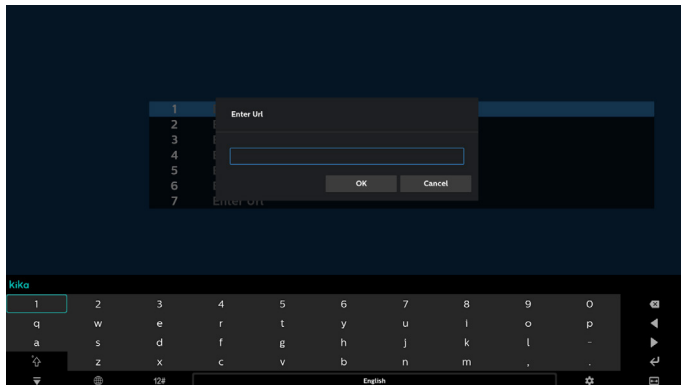 1
Enter Url
2
3
4
5
6
7 Enter Url
OK Cancel
kika
1 2 3 4 5 6 7 8 9 0
q w e r t y u i o p
a s d f g h j k l -
z x c v b n m , .
12# English